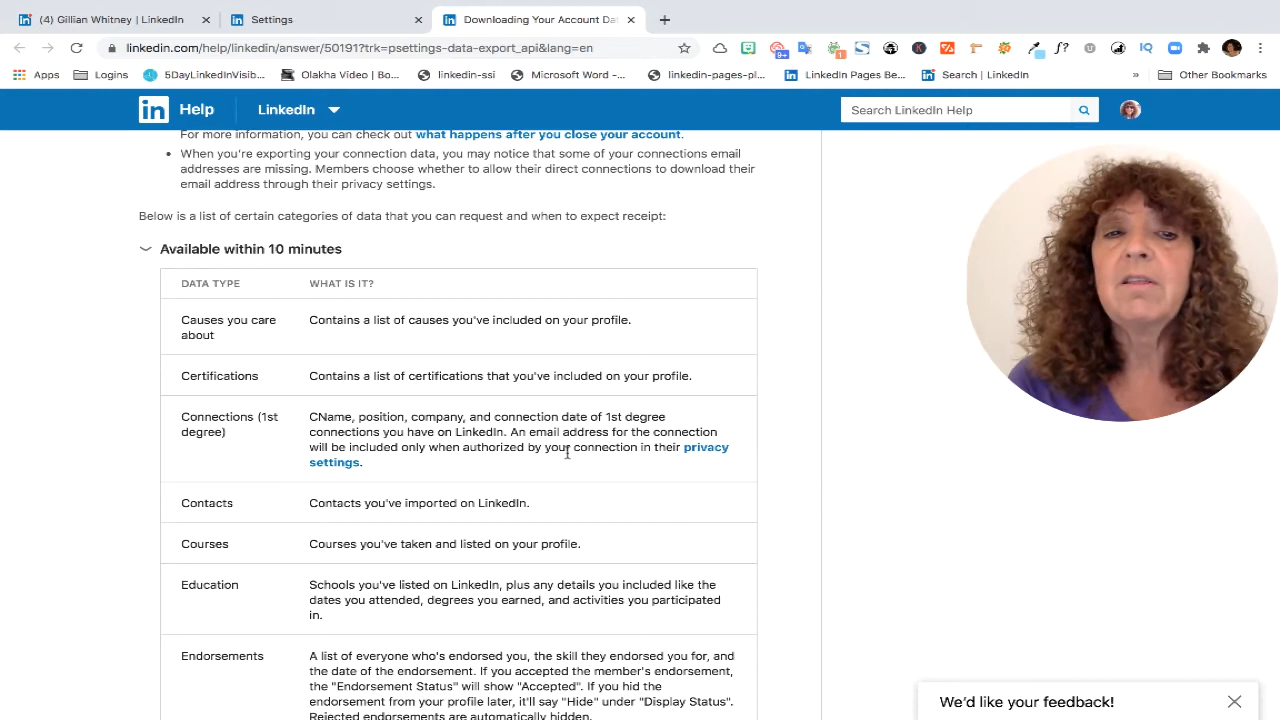 (4) Gillian Whitney | LinkedIn
Settings
Downloading Your Account Da
linkedin.com/help/linkedin/answer/50191?trk=psettings-data-export_api&lang=en
9+
1
f?
IQ
Apps
Logins
5DayLinkedInVisib...
Olakha Video | Bo...
linkedin-ssi
Microsoft Word –...
linkedin-pages-pl...
LinkedIn Pages Be...
Search | LinkedIn
»
Other Bookmarks
in Help
LinkedIn
Search LinkedIn Help
For more information, you can check out what happens after you close your account.
• When you're exporting your connection data, you may notice that some of your connections email
addresses are missing. Members choose whether to allow their direct connections to download their
email address through their privacy settings.
Below is a list of certain categories of data that you can request and when to expect receipt:
Available within 10 minutes
DATA TYPE WHAT IS IT?
Causes you care
about
Contains a list of causes you've included on your profile.
Certifications Contains a list of certifications that you've included on your profile.
Connections (1st
degree)
CName, position, company, and connection date of 1st degree
connections you have on LinkedIn. An email address for the connection
will be included only when authorized by your connection in their privacy
settings.
Contacts Contacts you've imported on LinkedIn.
Courses Courses you've taken and listed on your profile.
Education Schools you've listed on LinkedIn, plus any details you included like the
dates you attended, degrees you earned, and activities you participated
in.
Endorsements A list of everyone who's endorsed you, the skill they endorsed you for, and
the date of the endorsement. If you accepted the member's endorsement,
the "Endorsement Status" will show "Accepted". If you hid the
endorsement from your profile later, it'll say "Hide" under "Display Status".
Rejected endorsements are automatically hidden.
We'd like your feedback!